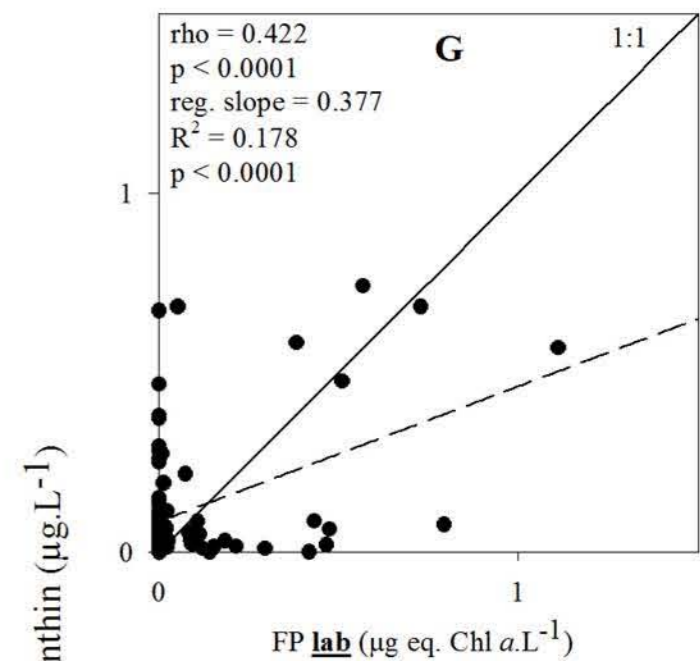 rho = 0.422
p < 0.0001
reg. slope = 0.377
R² = 0.178
p < 0.0001
G
1:1
1
0
0
1
nthin (µg.L⁻¹)
FP lab (µg eq. Chl a.L⁻¹)